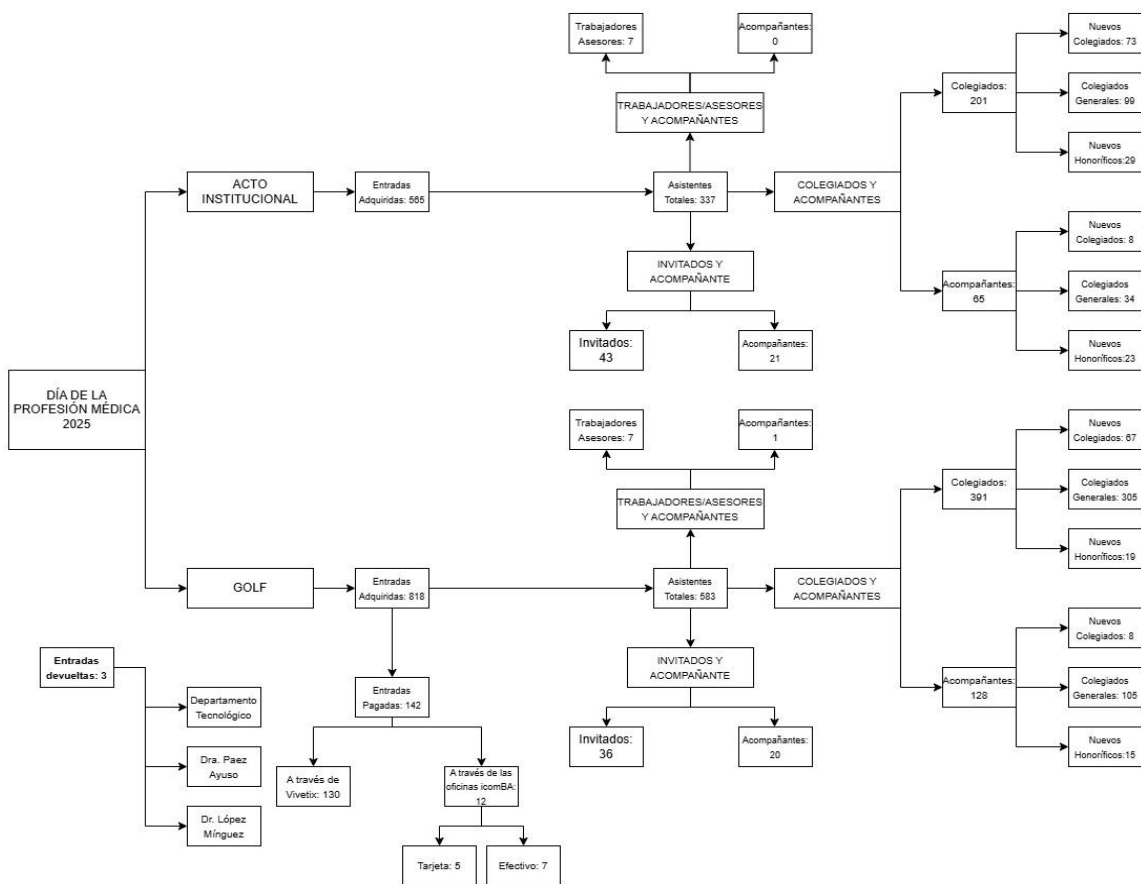 DÍA DE LA
PROFESIÓN MÉDICA
2025
ACTO
INSTITUCIONAL
Entradas
Adquiridas: 565
Asistentes
Totales: 337
TRABAJADORES/ASESORES
Y ACOMPAÑANTES
Trabajadores
Asesores: 7
Acompañantes:
0
INVITADOS Y
ACOMPAÑANTE
Invitados:
43
Acompañantes:
21
COLEGIADOS Y
ACOMPAÑANTES
Colegiados:
201
Nuevos
Colegiados: 73
Colegiados
Generales: 99
Nuevos
Honoríficos:29
Acompañantes:
65
Nuevos
Colegiados: 8
Colegiados
Generales: 34
Nuevos
Honoríficos:23
GOLF
Entradas
Adquiridas: 818
Asistentes
Totales: 583
TRABAJADORES/ASESORES
Y ACOMPAÑANTES
Trabajadores
Asesores: 7
Acompañantes:
1
INVITADOS Y
ACOMPAÑANTE
Invitados:
36
Acompañantes:
20
COLEGIADOS Y
ACOMPAÑANTES
Colegiados:
391
Nuevos
Colegiados: 67
Colegiados
Generales: 305
Nuevos
Honoríficos:19
Acompañantes:
128
Nuevos
Colegiados: 8
Colegiados
Generales: 105
Nuevos
Honoríficos:15
Entradas
Pagadas: 142
A través de
Vivetix: 130
A través de las
oficinas icomBA:
12
Tarjeta: 5
Efectivo: 7
Entradas
devueltas: 3
Departamento
Tecnológico
Dra. Paez
Ayuso
Dr. López
Mínguez